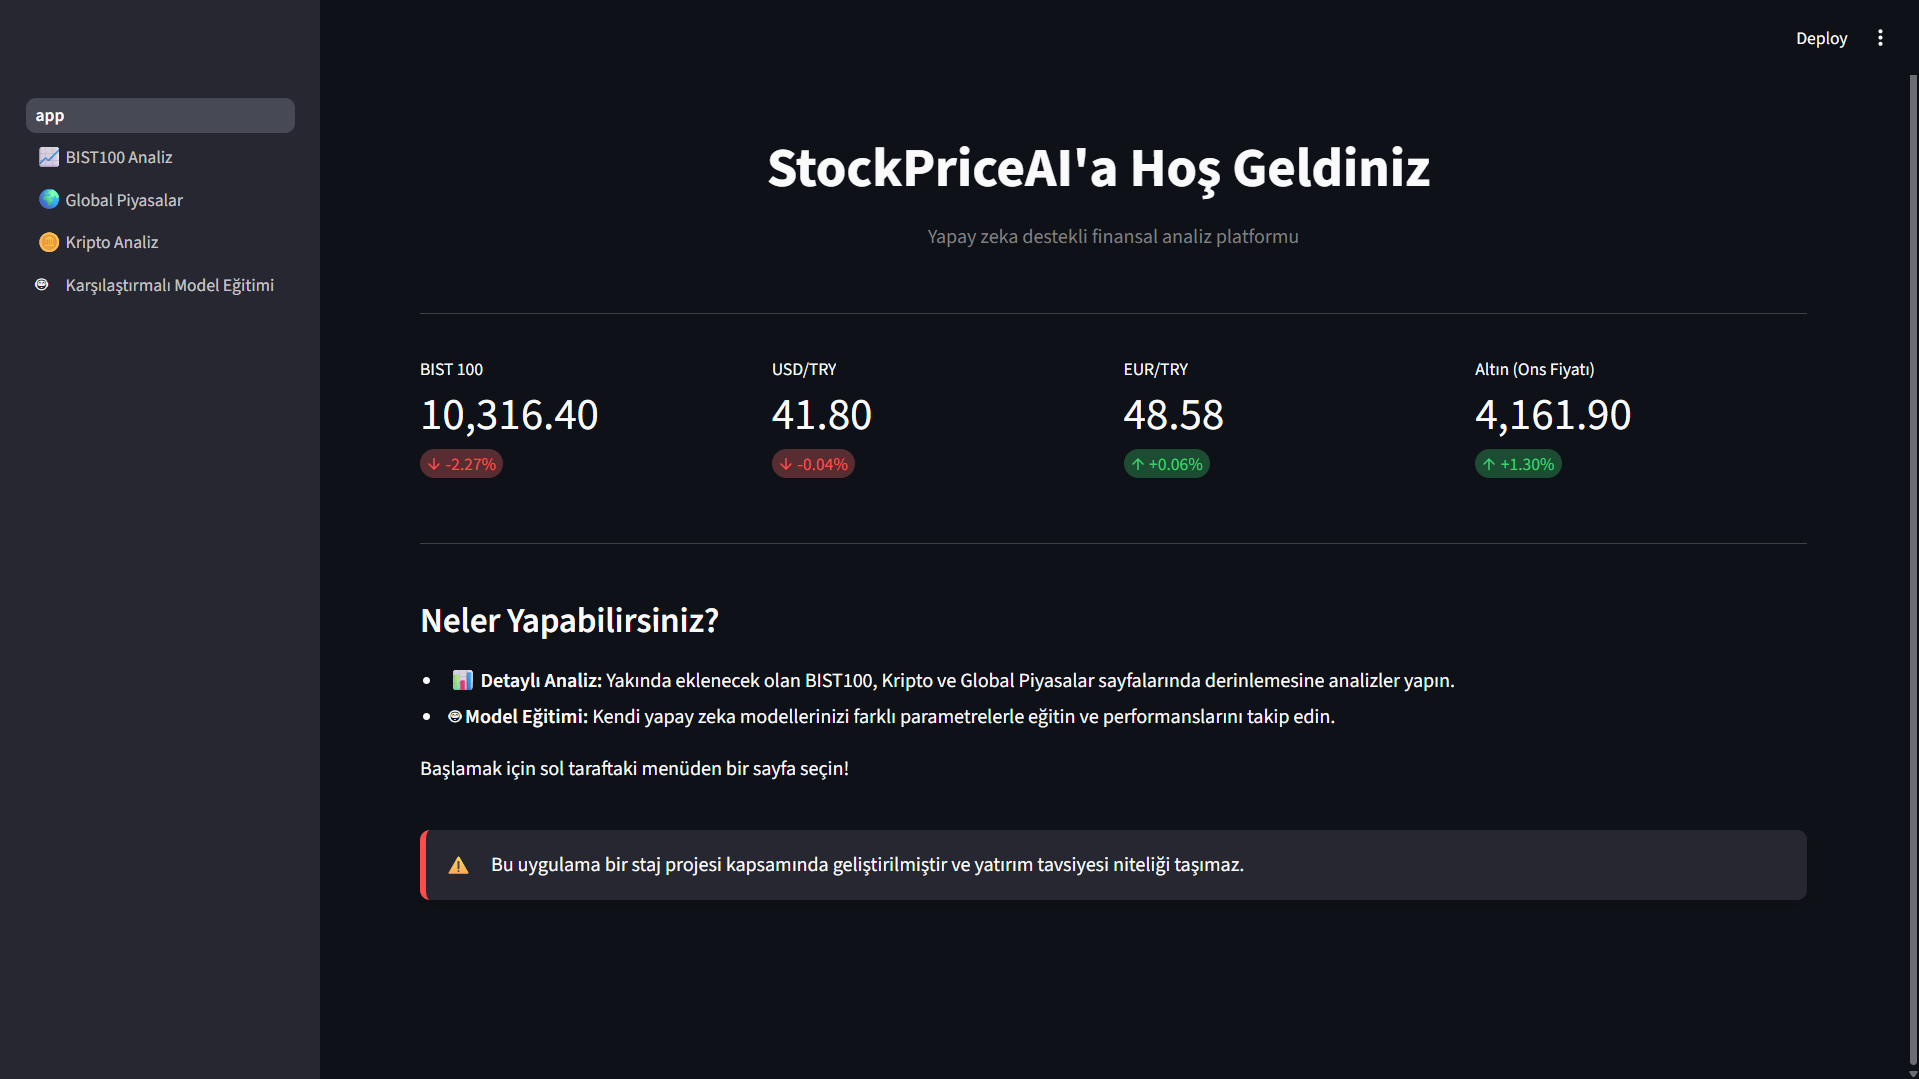 Deploy
app
BIST100 Analiz
Global Piyasalar
Kripto Analiz
Karşılaştırmalı Model Eğitimi
StockPriceAI'a Hoş Geldiniz
Yapay zeka destekli finansal analiz platformu
BIST 100
10,316.40
↓ -2.27%
USD/TRY
41.80
↓ -0.04%
EUR/TRY
48.58
↑ +0.06%
Altın (Ons Fiyatı)
4,161.90
↑ +1.30%
Neler Yapabilirsiniz?
• 📊 Detaylı Analiz: Yakında eklenecek olan BIST100, Kripto ve Global Piyasalar sayfalarında derinlemesine analizler yapın.
• Model Eğitimi: Kendi yapay zeka modellerinizi farklı parametrelerle eğitin ve performanslarını takip edin.
Başlamak için sol taraftaki menüden bir sayfa seçin!
⚠️ Bu uygulama bir staj projesi kapsamında geliştirilmiştir ve yatırım tavsiyesi niteliği taşımaz.